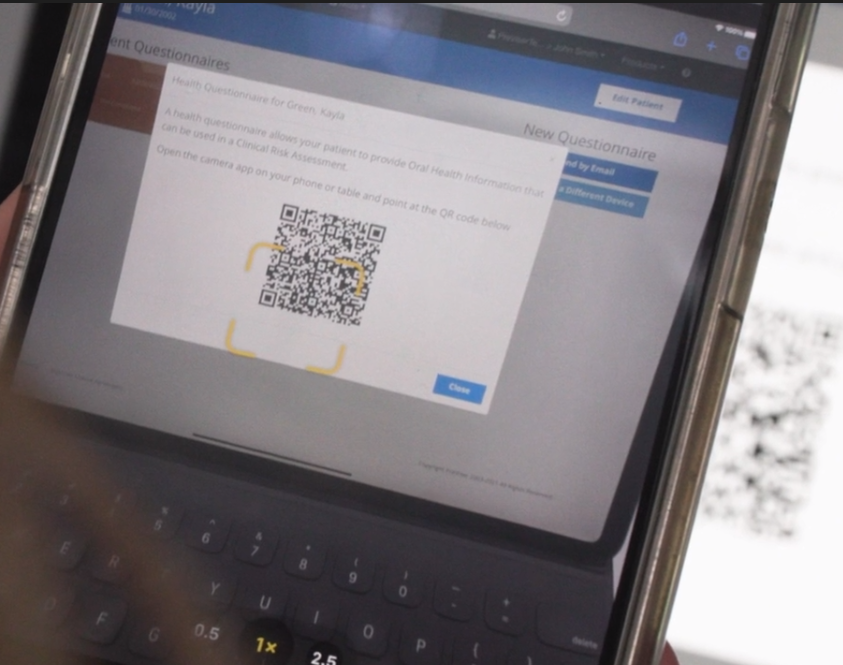 Kayla
100%
John Smith
Products
Edit Patient
ent Questionnaires
New Questionnaire
nd by Email
a Different Device
Health Questionnaire for Green, Kayla
A health questionnaire allows your patient to provide Oral Health Information that
can be used in a Clinical Risk Assessment.
Open the camera app on your phone or table and point at the QR code below
Close
5
^
6
&
7
*
8
(
9
)
0
-
+
=
E
R
Y
U
I
O
P
delete
F
G
0.5
1×
2.5